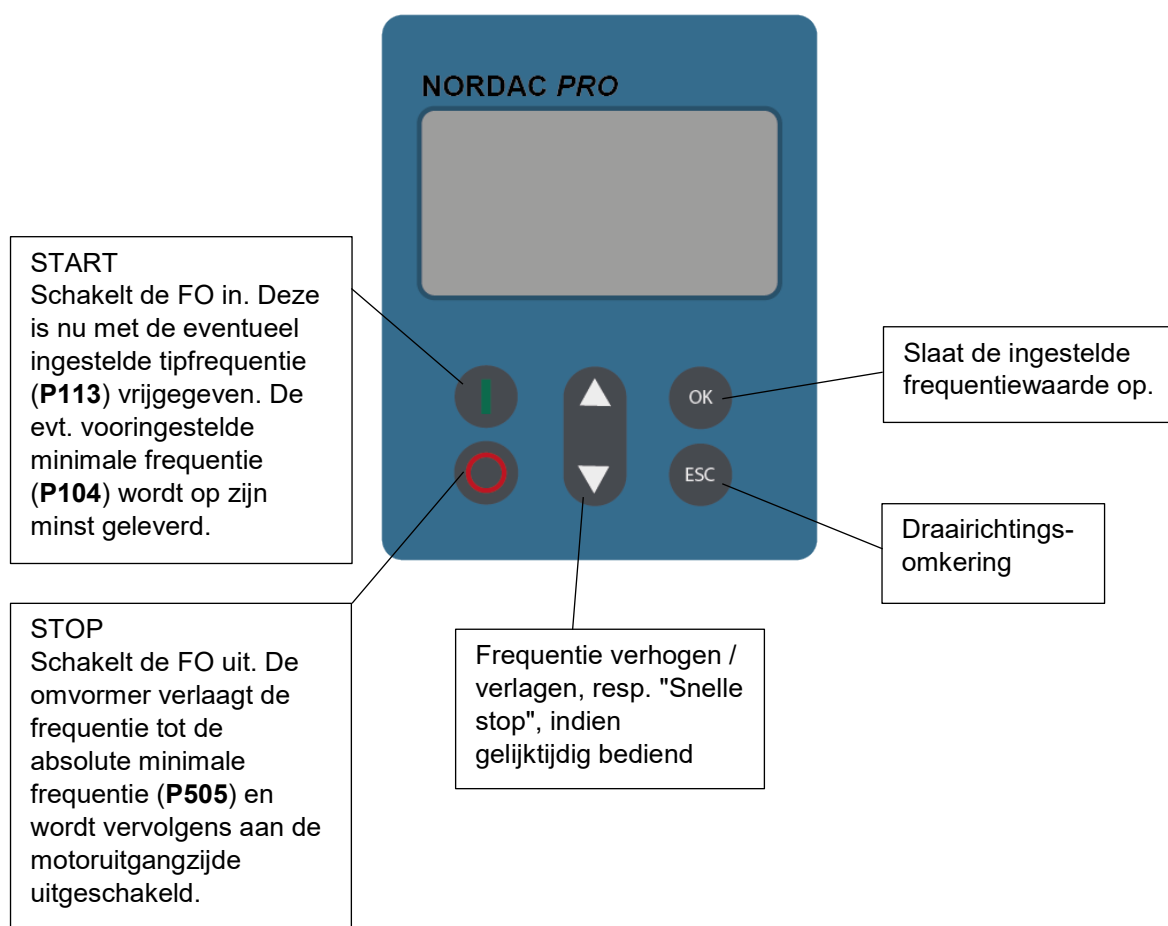 NORDAC PRO
START
Schakelt de FO in. Deze
is nu met de eventueel
ingestelde tipfrequentie
(P113) vrijgegeven. De
evt. vooringestelde
minimale frequentie
(P104) wordt op zijn
minst geleverd.
STOP
Schakelt de FO uit. De
omvormer verlaagt de
frequentie tot de
absolute minimale
frequentie (P505) en
wordt vervolgens aan de
motoruitgangzijde
uitgeschakeld.
OK
ESC
Frequentie verhogen /
verlagen, resp. "Snelle
stop", indien
gelijktijdig bediend
Slaat de ingestelde
frequentiewaarde op.
Draairichtings-
omkering